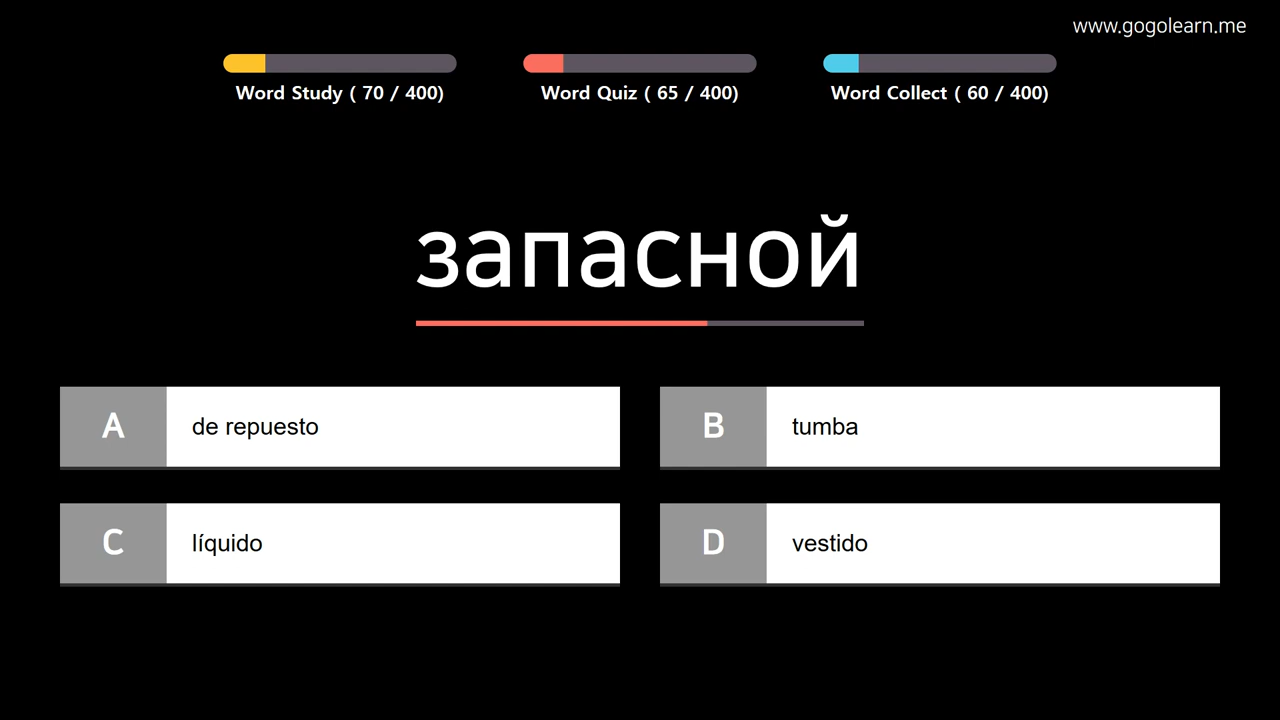 www.gogolearn.me
Word Study ( 70 / 400)
Word Quiz ( 65 / 400)
Word Collect ( 60 / 400)
запасной
A
de repuesto
B
tumba
C
líquido
D
vestido